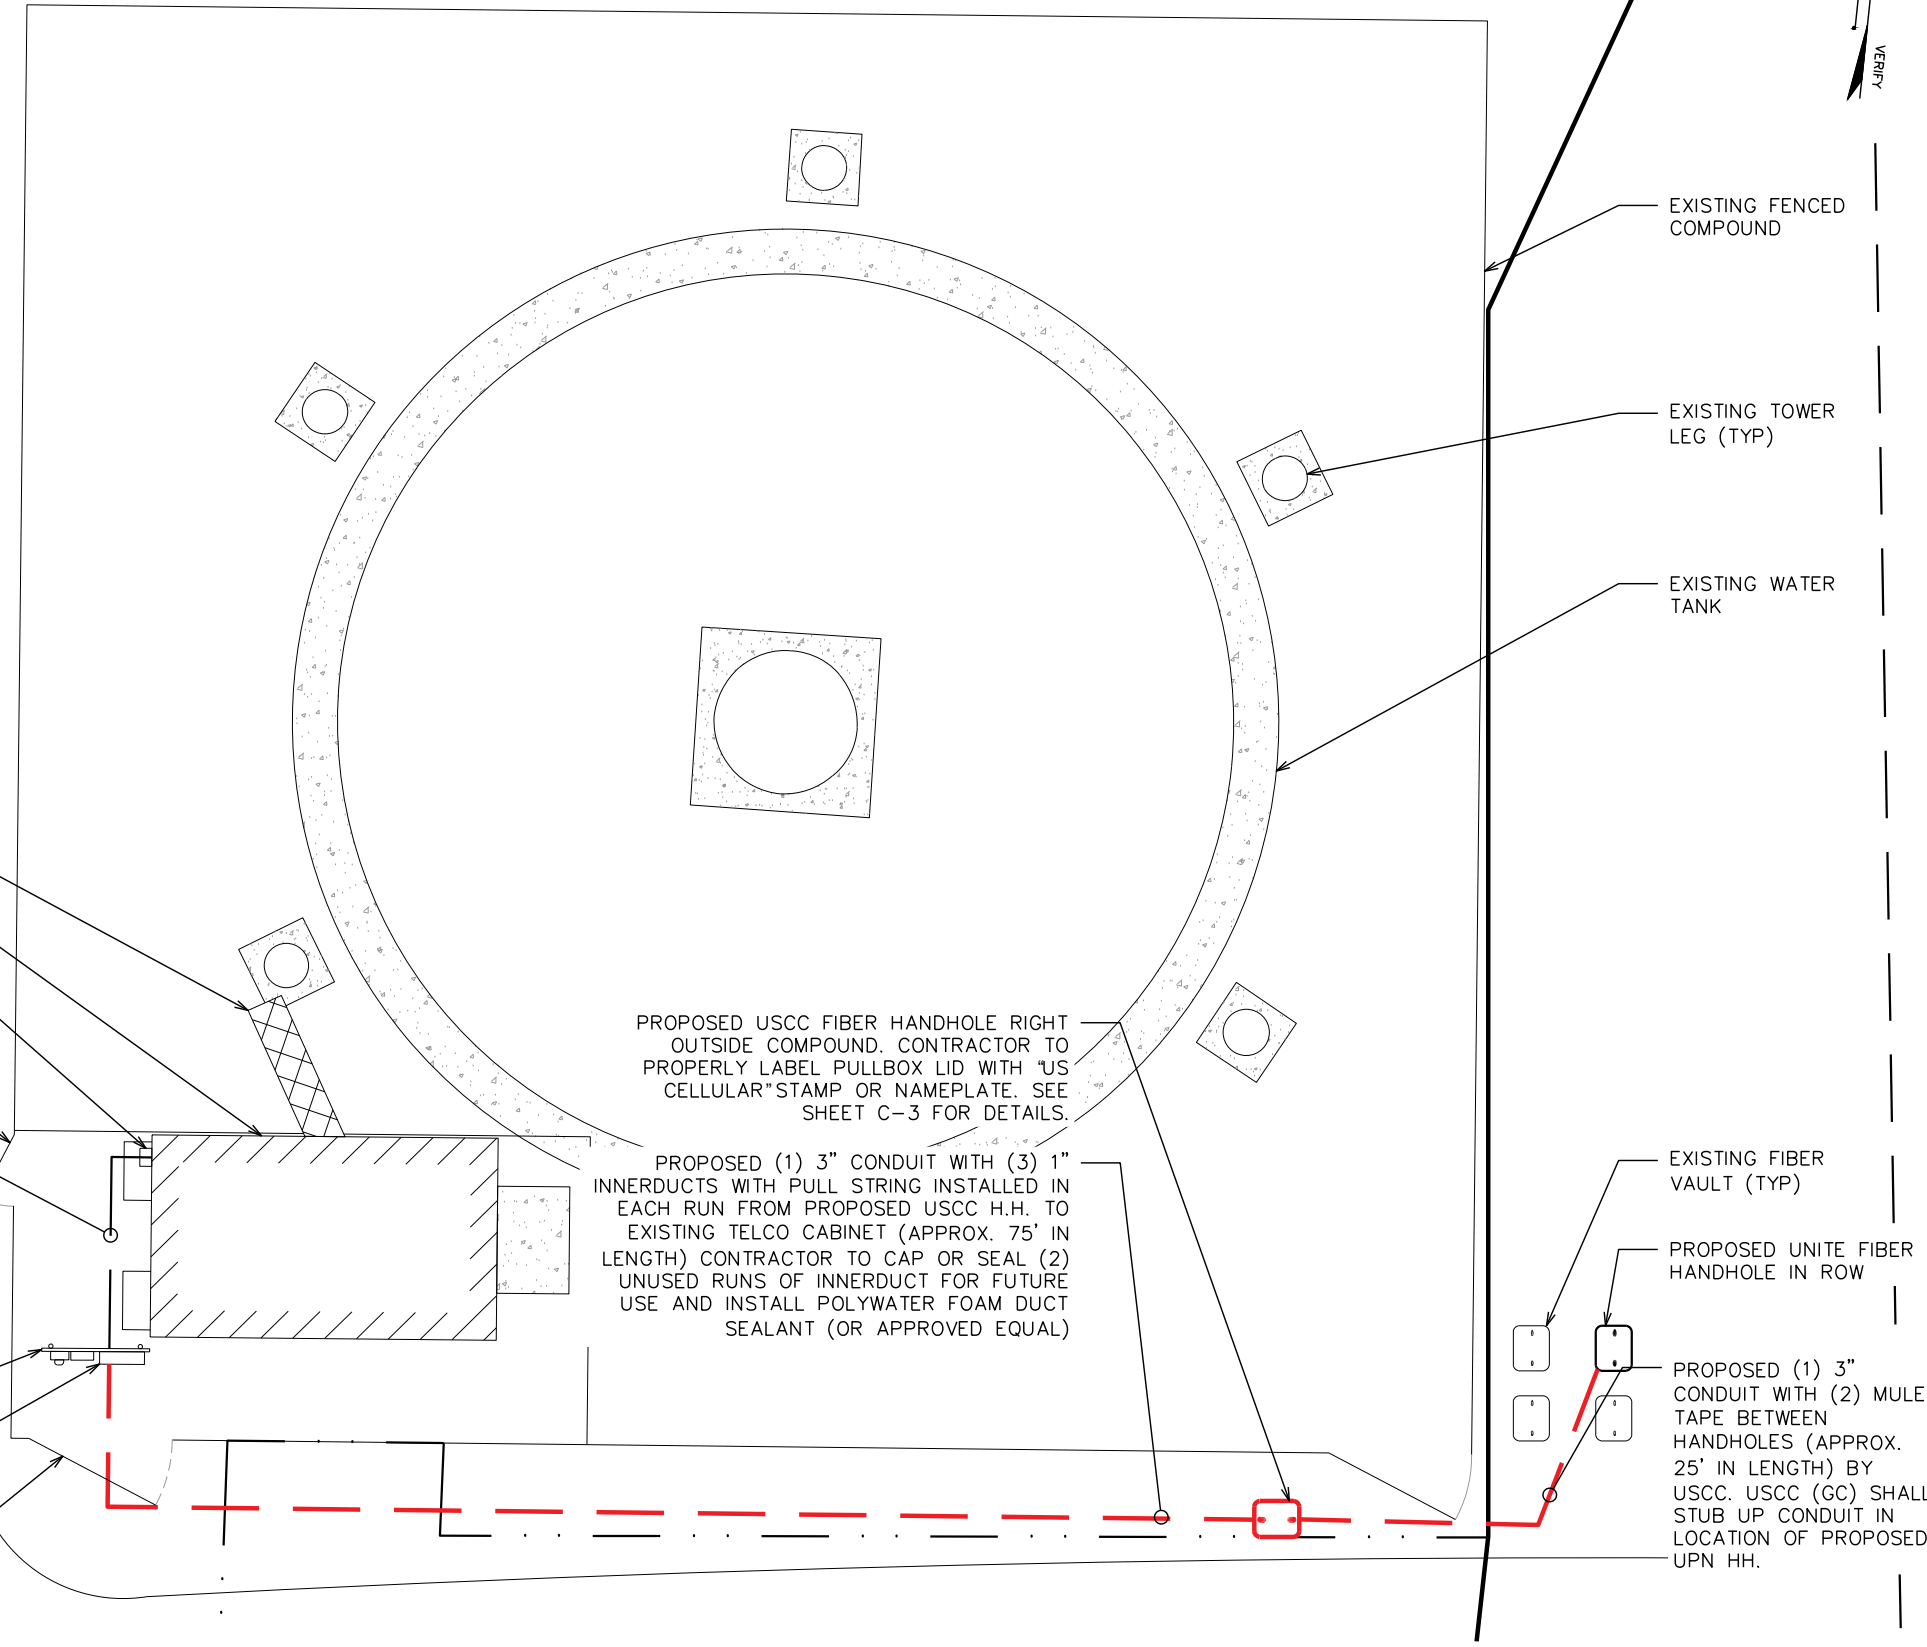 VERIFY
EXISTING FENCED
COMPOUND
EXISTING TOWER
LEG (TYP)
EXISTING WATER
TANK
PROPOSED USCC FIBER HANDHOLE RIGHT
OUTSIDE COMPOUND. CONTRACTOR TO
PROPERLY LABEL PULLBOX LID WITH "US
CELLULAR" STAMP OR NAMEPLATE. SEE
SHEET C-3 FOR DETAILS.
PROPOSED (1) 3" CONDUIT WITH (3) 1"
INNERDUCTS WITH PULL STRING INSTALLED IN
EACH RUN FROM PROPOSED USCC H.H. TO
EXISTING TELCO CABINET (APPROX. 75' IN
LENGTH) CONTRACTOR TO CAP OR SEAL (2)
UNUSED RUNS OF INNERDUCT FOR FUTURE
USE AND INSTALL POLYWATER FOAM DUCT
SEALANT (OR APPROVED EQUAL)
EXISTING FIBER
VAULT (TYP)
PROPOSED UNITE FIBER
HANDHOLE IN ROW
PROPOSED (1) 3"
CONDUIT WITH (2) MULE
TAPE BETWEEN
HANDHOLES (APPROX.
25' IN LENGTH) BY
USCC. USCC (GC) SHALL
STUB UP CONDUIT IN
LOCATION OF PROPOSED
UPN HH.